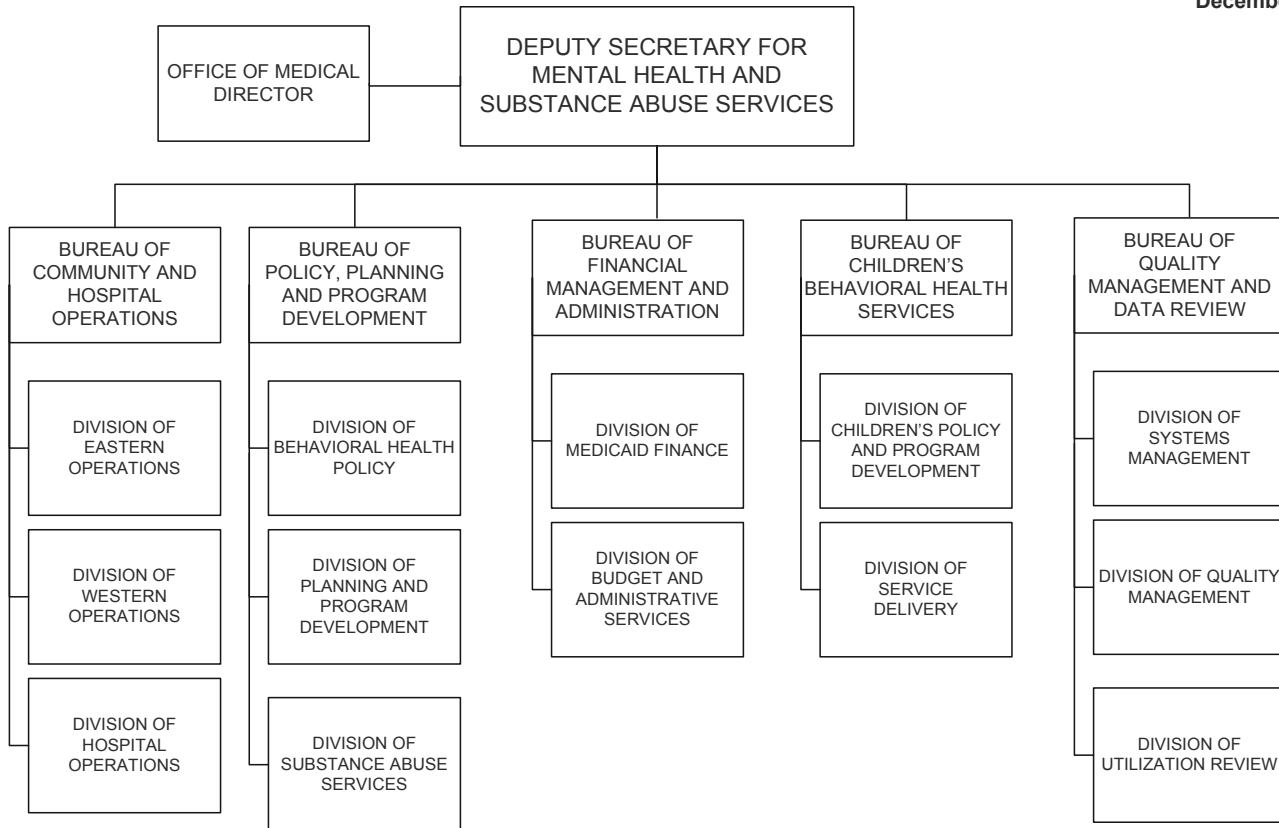 OFFICE OF MEDICAL
DIRECTOR
DEPUTY SECRETARY FOR
MENTAL HEALTH AND
SUBSTANCE ABUSE SERVICES
BUREAU OF
COMMUNITY AND
HOSPITAL
OPERATIONS
DIVISION OF
EASTERN
OPERATIONS
DIVISION OF
WESTERN
OPERATIONS
DIVISION OF
HOSPITAL
OPERATIONS
BUREAU OF
POLICY, PLANNING
AND PROGRAM
DEVELOPMENT
DIVISION OF
BEHAVIORAL HEALTH
POLICY
DIVISION OF
PLANNING AND
PROGRAM
DEVELOPMENT
DIVISION OF
SUBSTANCE ABUSE
SERVICES
BUREAU OF
FINANCIAL
MANAGEMENT AND
ADMINISTRATION
DIVISION OF
MEDICAID FINANCE
DIVISION OF
BUDGET AND
ADMINISTRATIVE
SERVICES
BUREAU OF
CHILDREN'S
BEHAVIORAL HEALTH
SERVICES
DIVISION OF
CHILDREN'S POLICY
AND PROGRAM
DEVELOPMENT
DIVISION OF
SERVICE
DELIVERY
BUREAU OF
QUALITY
MANAGEMENT AND
DATA REVIEW
DIVISION OF
SYSTEMS
MANAGEMENT
DIVISION OF QUALITY
MANAGEMENT
DIVISION OF
UTILIZATION REVIEW